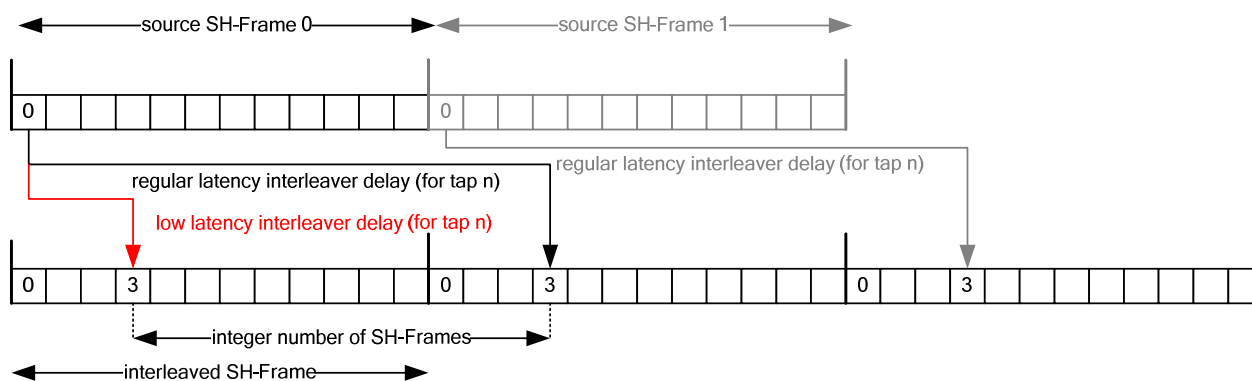 source SH-Frame 0 source SH-Frame 1
0 0
regular latency interleaver delay (for tap n)
regular latency interleaver delay (for tap n)
low latency interleaver delay (for tap n)
0 3 0 3 0 3
integer number of SH-Frames
interleaved SH-Frame